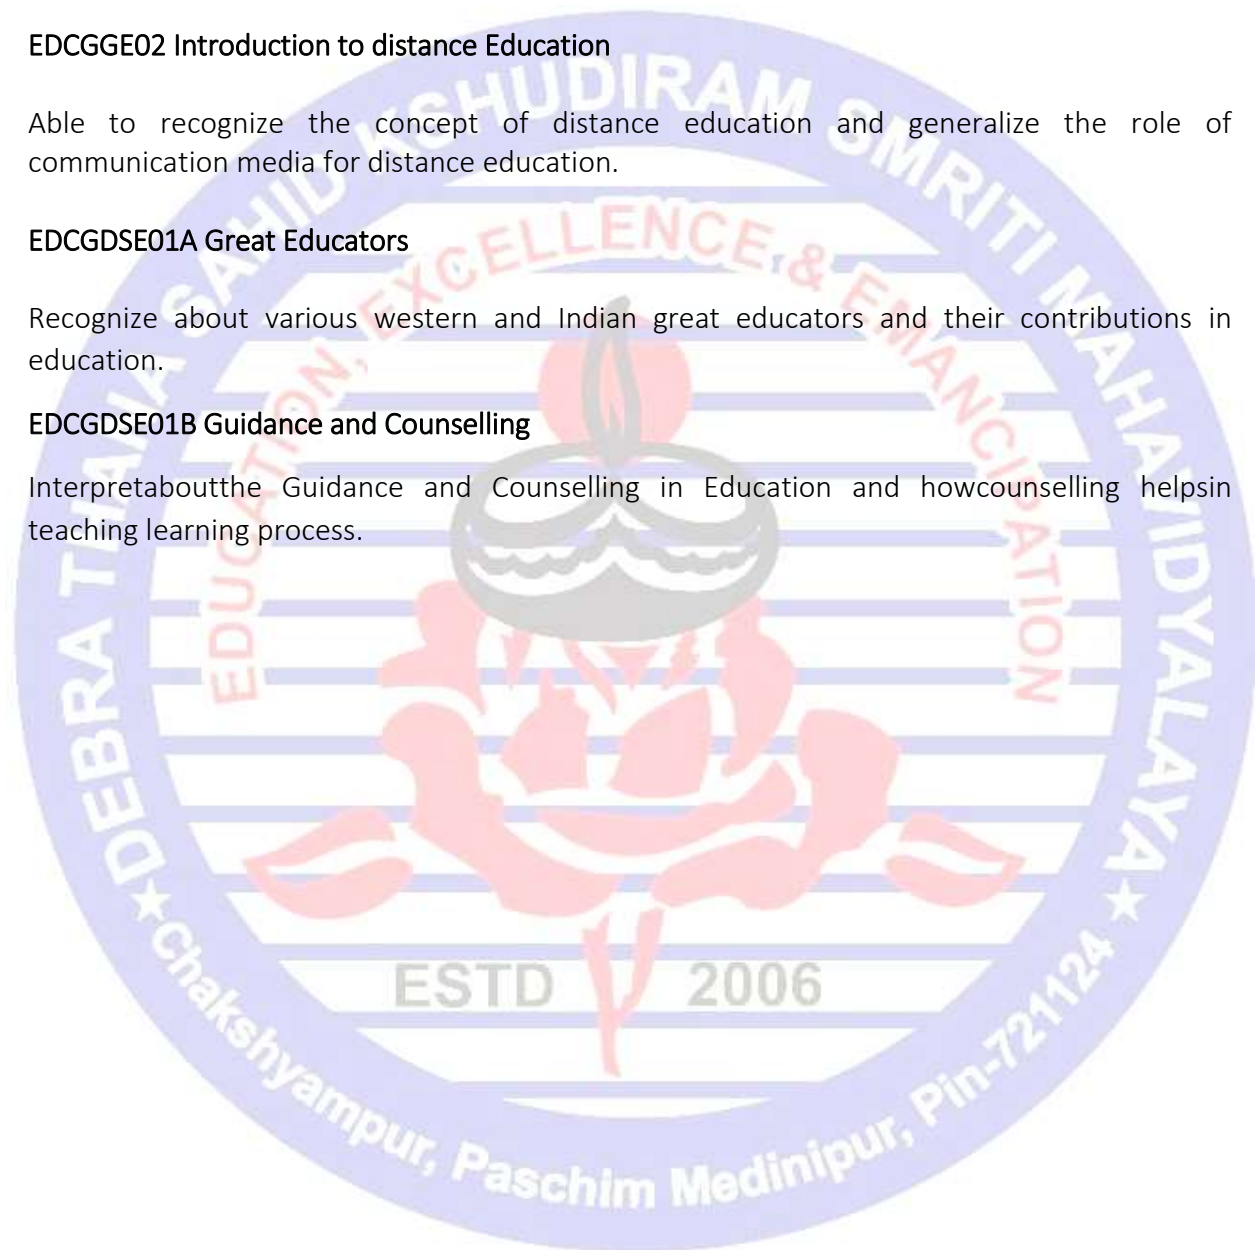 EDCGGE02 Introduction to distance Education
Able to recognize the concept of distance education and generalize the role of
communication media for distance education.
EDCGDSE01A Great Educators
Recognize about various western and Indian great educators and their contributions in
education.
EDCGDSE01B Guidance and Counselling
Interpretaboutthe Guidance and Counselling in Education and howcounselling helpsin
teaching learning process.
DEBRA THANA SAHID KSHUDIRAM SMRITI MAHAVIDYALAYA
EDUCATION, EXCELLENCE & EMANCIPATION
ESTD 2006
★ Chakshyampur, Paschim Medinipur, Pin-721124 ★